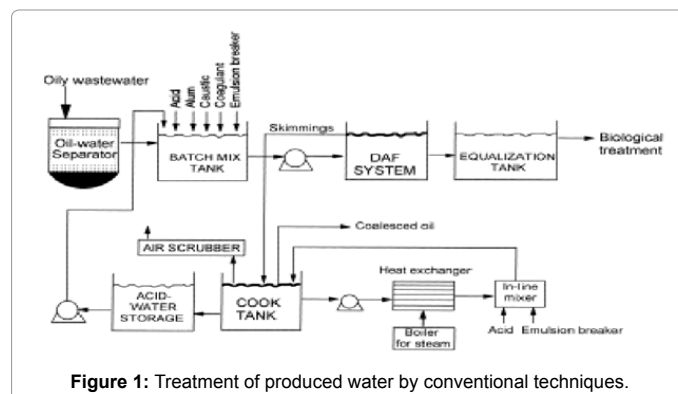 Oily wastewater
Acid
Alum
Caustic
Coagulant
Emulsion breaker
Oil-water
Separator
BATCH MIX
TANK
Skimmings
DAF
SYSTEM
EQUALIZATION
TANK
Biological
treatment
Coalesced oil
AIR SCRUBBER
Heat exchanger
ACID-
WATER
STORAGE
COOK
TANK
In-line
mixer
Boiler
for steam
Acid
Emulsion breaker
Figure 1: Treatment of produced water by conventional techniques.